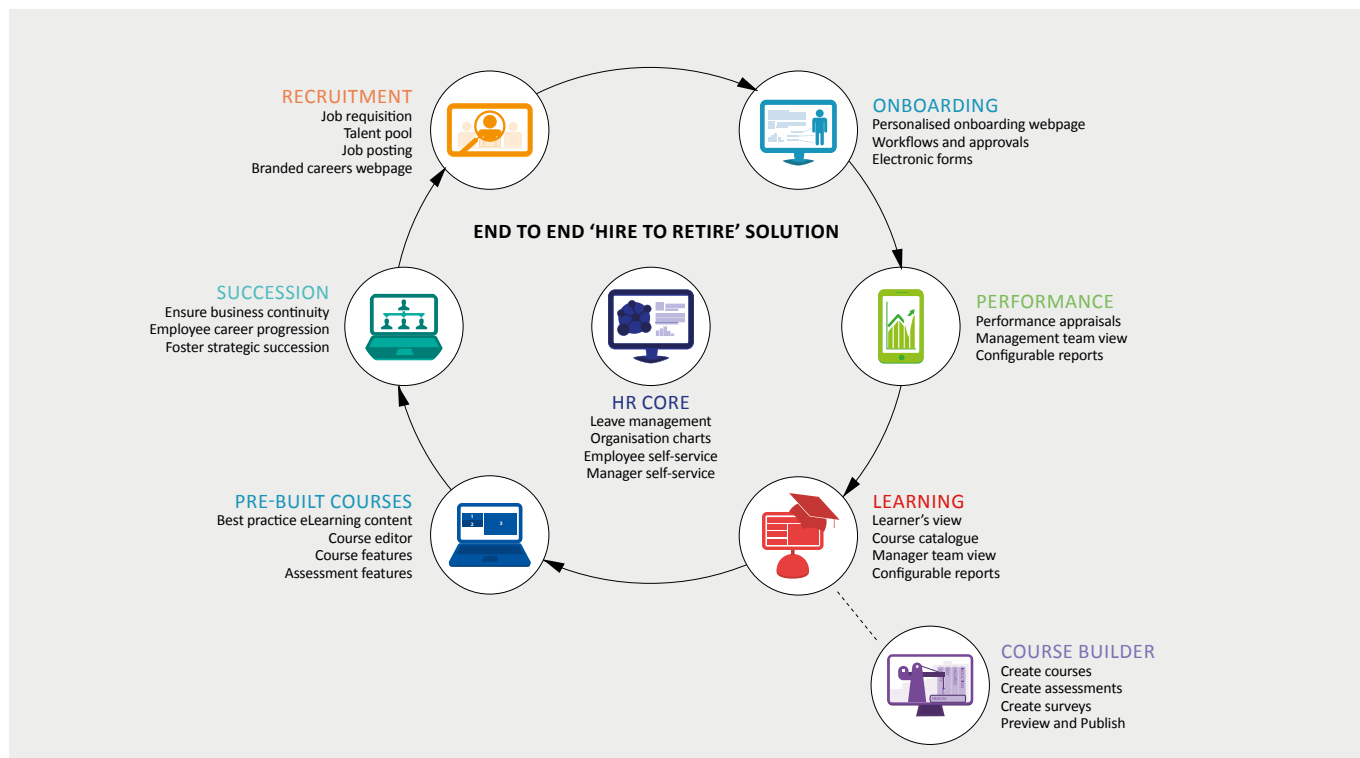 RECRUITMENT
Job requisition
Talent pool
Job posting
Branded careers webpage
ONBOARDING
Personalised onboarding webpage
Workflows and approvals
Electronic forms
END TO END ‘HIRE TO RETIRE’ SOLUTION
SUCCESSION
Ensure business continuity
Employee career progression
Foster strategic succession
PERFORMANCE
Performance appraisals
Management team view
Configurable reports
HR CORE
Leave management
Organisation charts
Employee self-service
Manager self-service
PRE-BUILT COURSES
Best practice eLearning content
Course editor
Course features
Assessment features
1
2
3
LEARNING
Learner’s view
Course catalogue
Manager team view
Configurable reports
COURSE BUILDER
Create courses
Create assessments
Create surveys
Preview and Publish